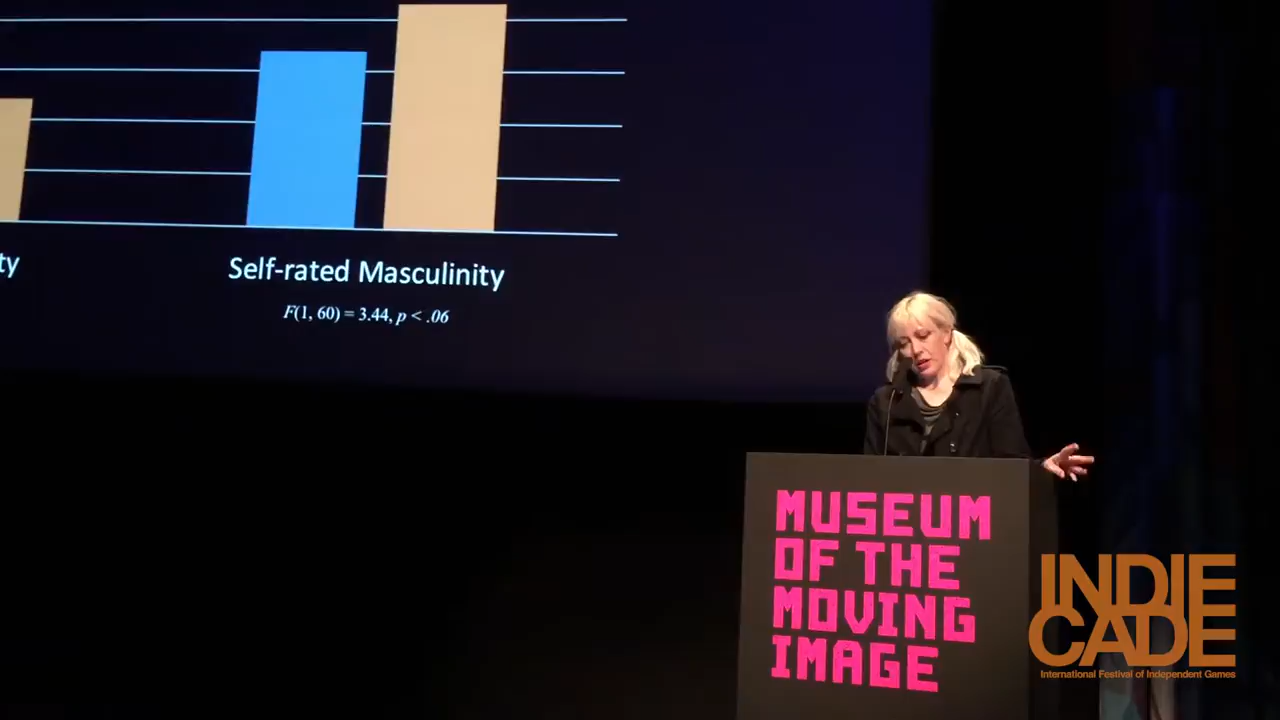 ty
Self-rated Masculinity
F(1, 60) = 3.44, p < .06
MUSEUM
OF THE
MOVING
IMAGE
INDIE
CADE
International Festival of Independent Games